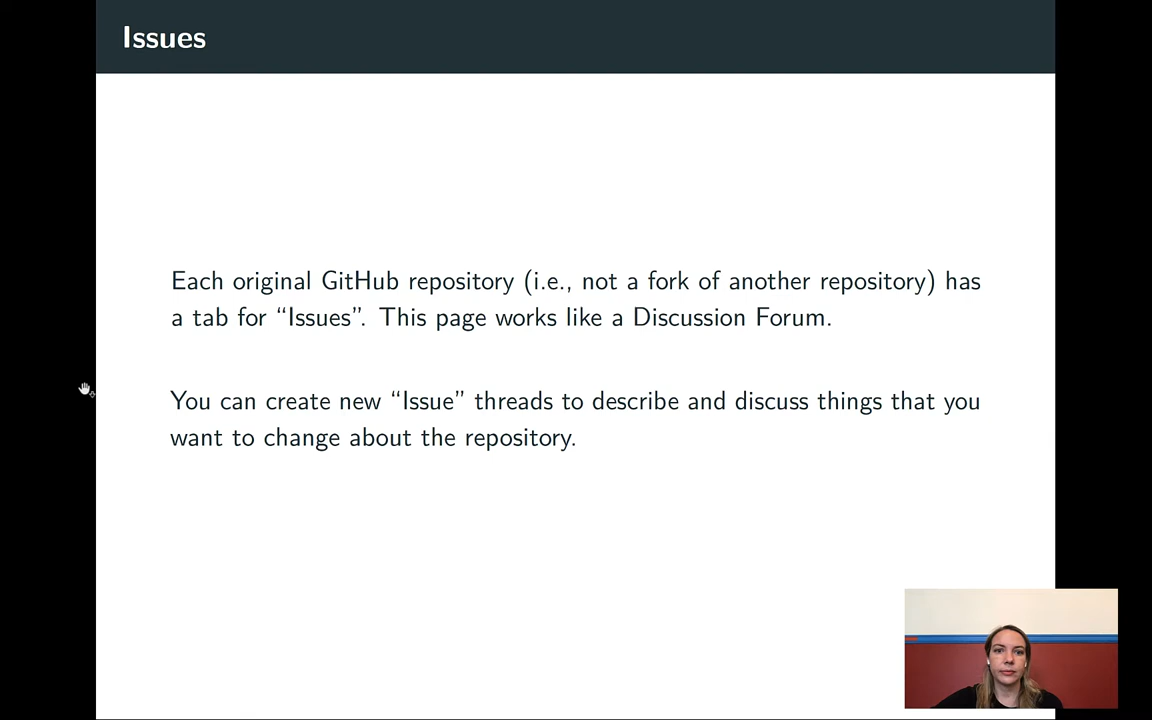 Issues
Each original GitHub repository (i.e., not a fork of another repository) has
a tab for “Issues”. This page works like a Discussion Forum.
You can create new “Issue” threads to describe and discuss things that you
want to change about the repository.